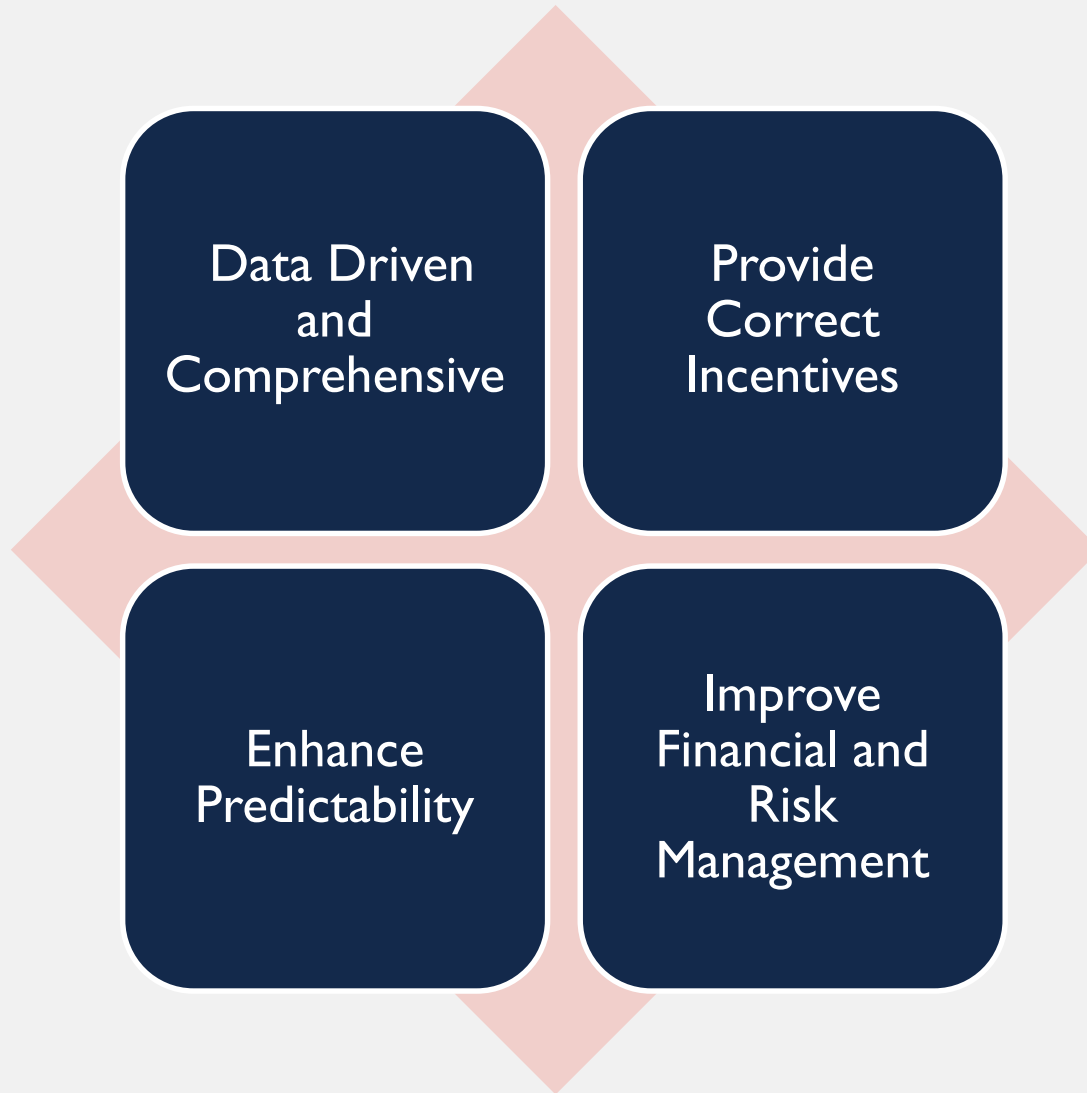 Data Driven
and
Comprehensive
Provide
Correct
Incentives
Enhance
Predictability
Improve
Financial and
Risk
Management